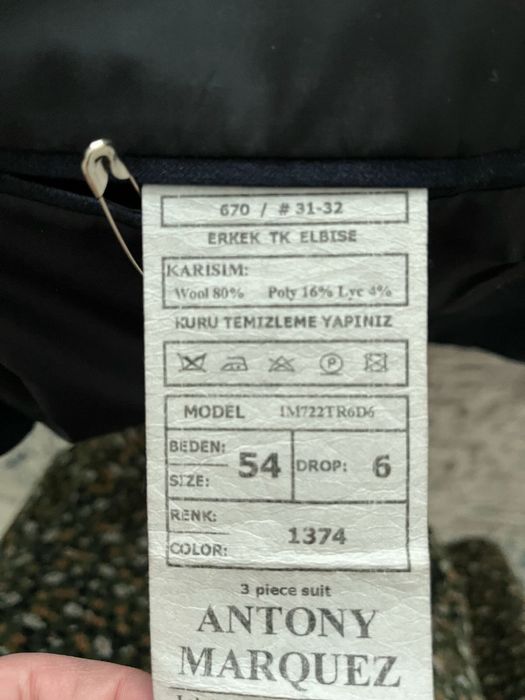 670 / # 31-32
ERKEK TK ELBISE
KARISIM:
Wool 80% Poly 16% Lyc 4%
KURU TEMIZLEME YAPINIZ
P
MODEL 1M722TR6D6
BEDEN:
SIZE:
54
DROP: 6
RENK:
COLOR:
1374
3 piece suit
ANTONY
MARQUEZ